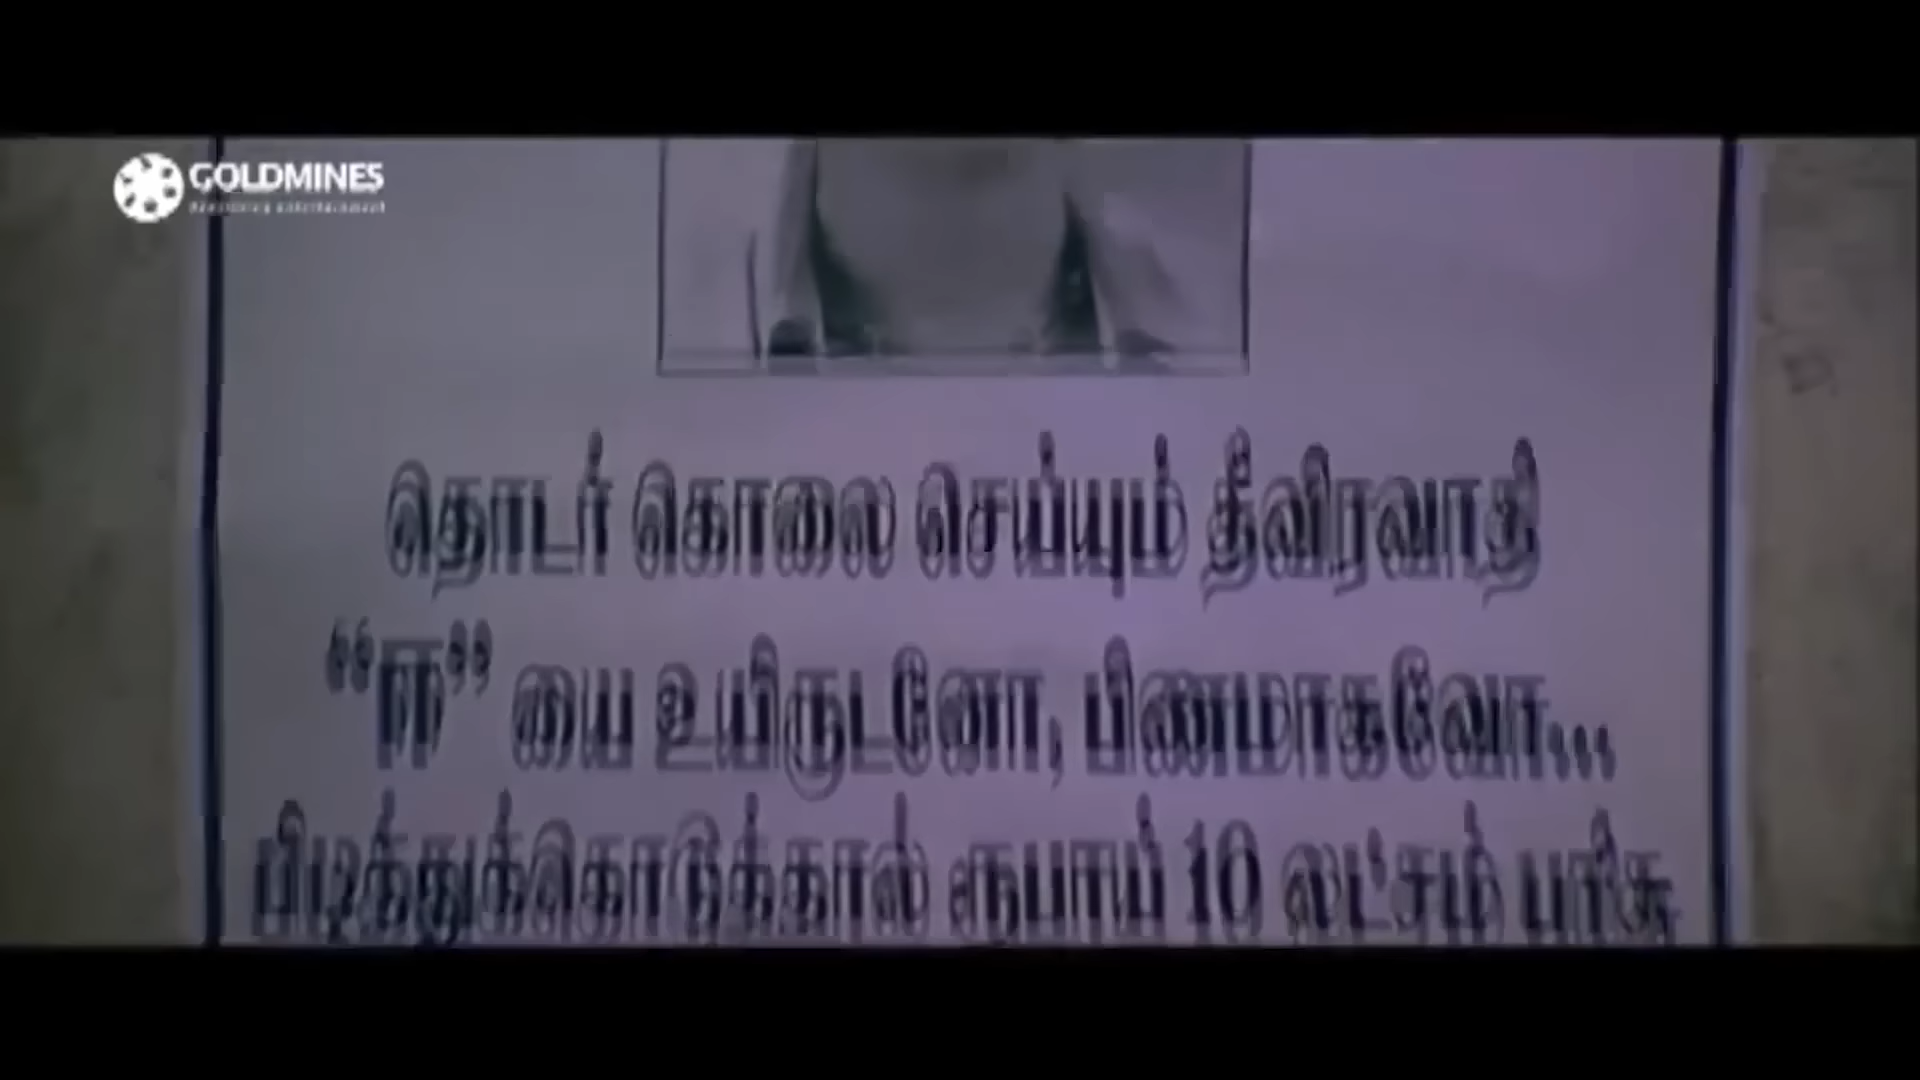 GOLDMINES
தொடர் கொலை செய்யும் தீவிரவாதி
“ஈ” யை உயிருடனோ, பிணமாகவோ...
பிடித்துக்கொடுத்தால் ரூபாய் 10 லட்சம் பரிசு